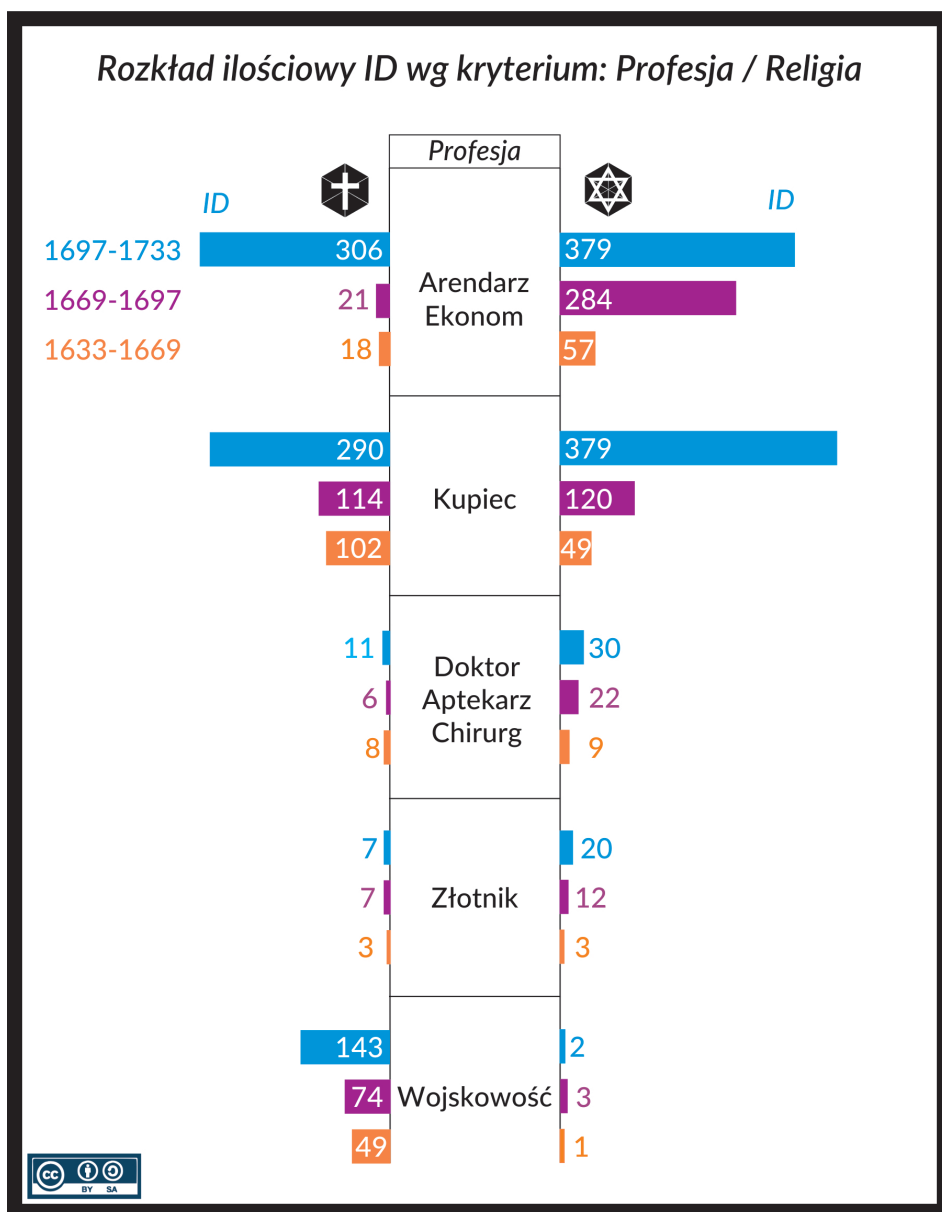 Rozkład ilościowy ID wg kryterium: Profesja / Religia
Profesja
ID
ID
1697-1733
306
379
1669-1697
21
284
1633-1669
18
57
Arendarz
Ekonom
290
379
114
120
102
49
Kupiec
11
30
6
22
8
9
Doktor
Aptekarz
Chirurg
7
20
7
12
3
3
Złotnik
143
2
74
3
49
1
Wojskowość
CC
BY SA